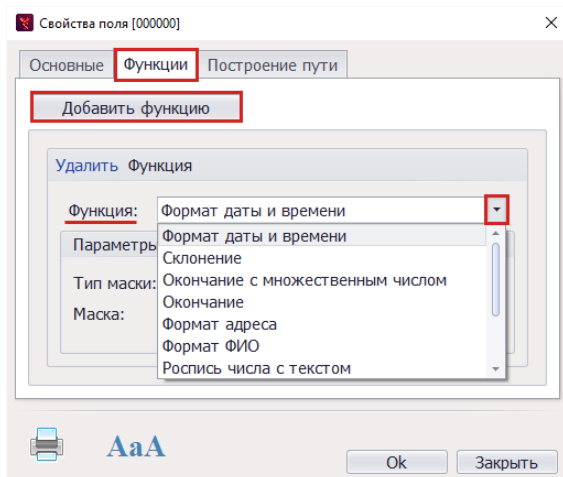 Свойства поля [000000]
Основные Функции Построение пути
Добавить функцию
Удалить Функция
Функция: Формат даты и времени
Параметры Формат даты и времени
Склонение
Тип маски: Окончание с множественным числом
Окончание
Маска:
Формат адреса
Формат ФИО
Роспись числа с текстом
AaA
Ok Закрыть